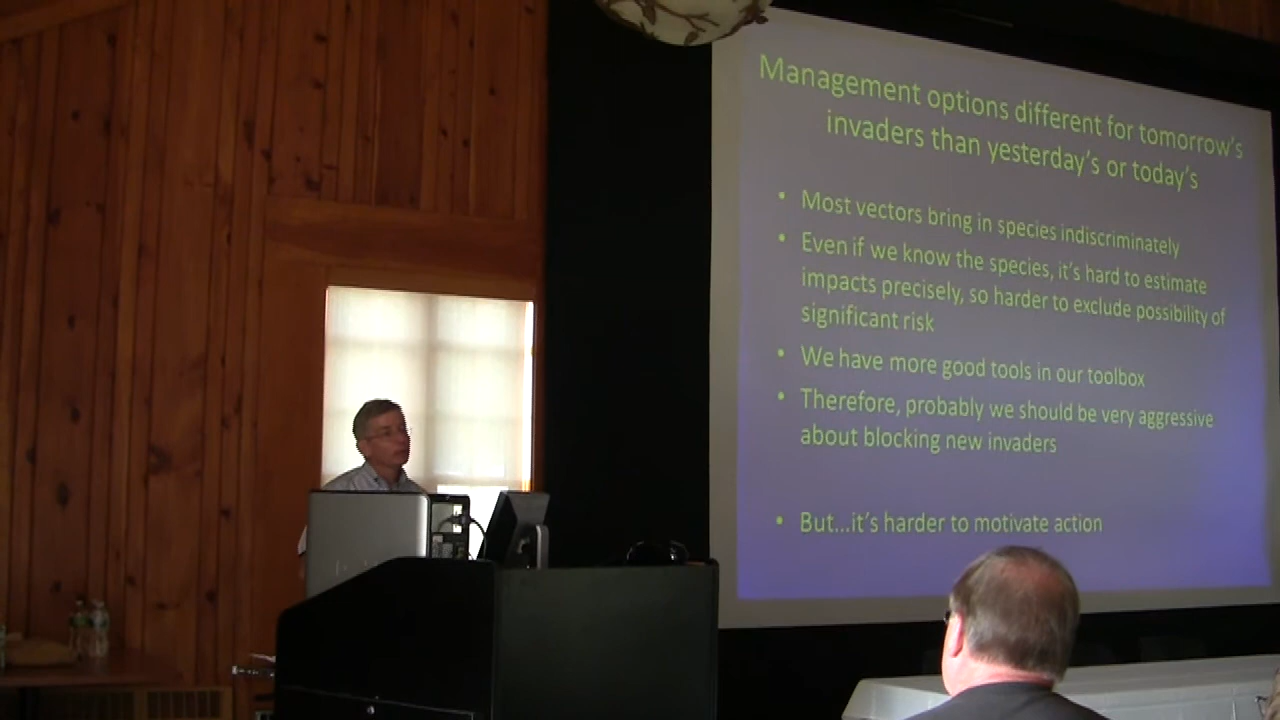 Management options different for tomorrow's
invaders than yesterday's or today's
• Most vectors bring in species indiscriminately
• Even if we know the species, it's hard to estimate
impacts precisely, so harder to exclude possibility of
significant risk
• We have more good tools in our toolbox
• Therefore, probably we should be very aggressive
about blocking new invaders
• But...it's harder to motivate action